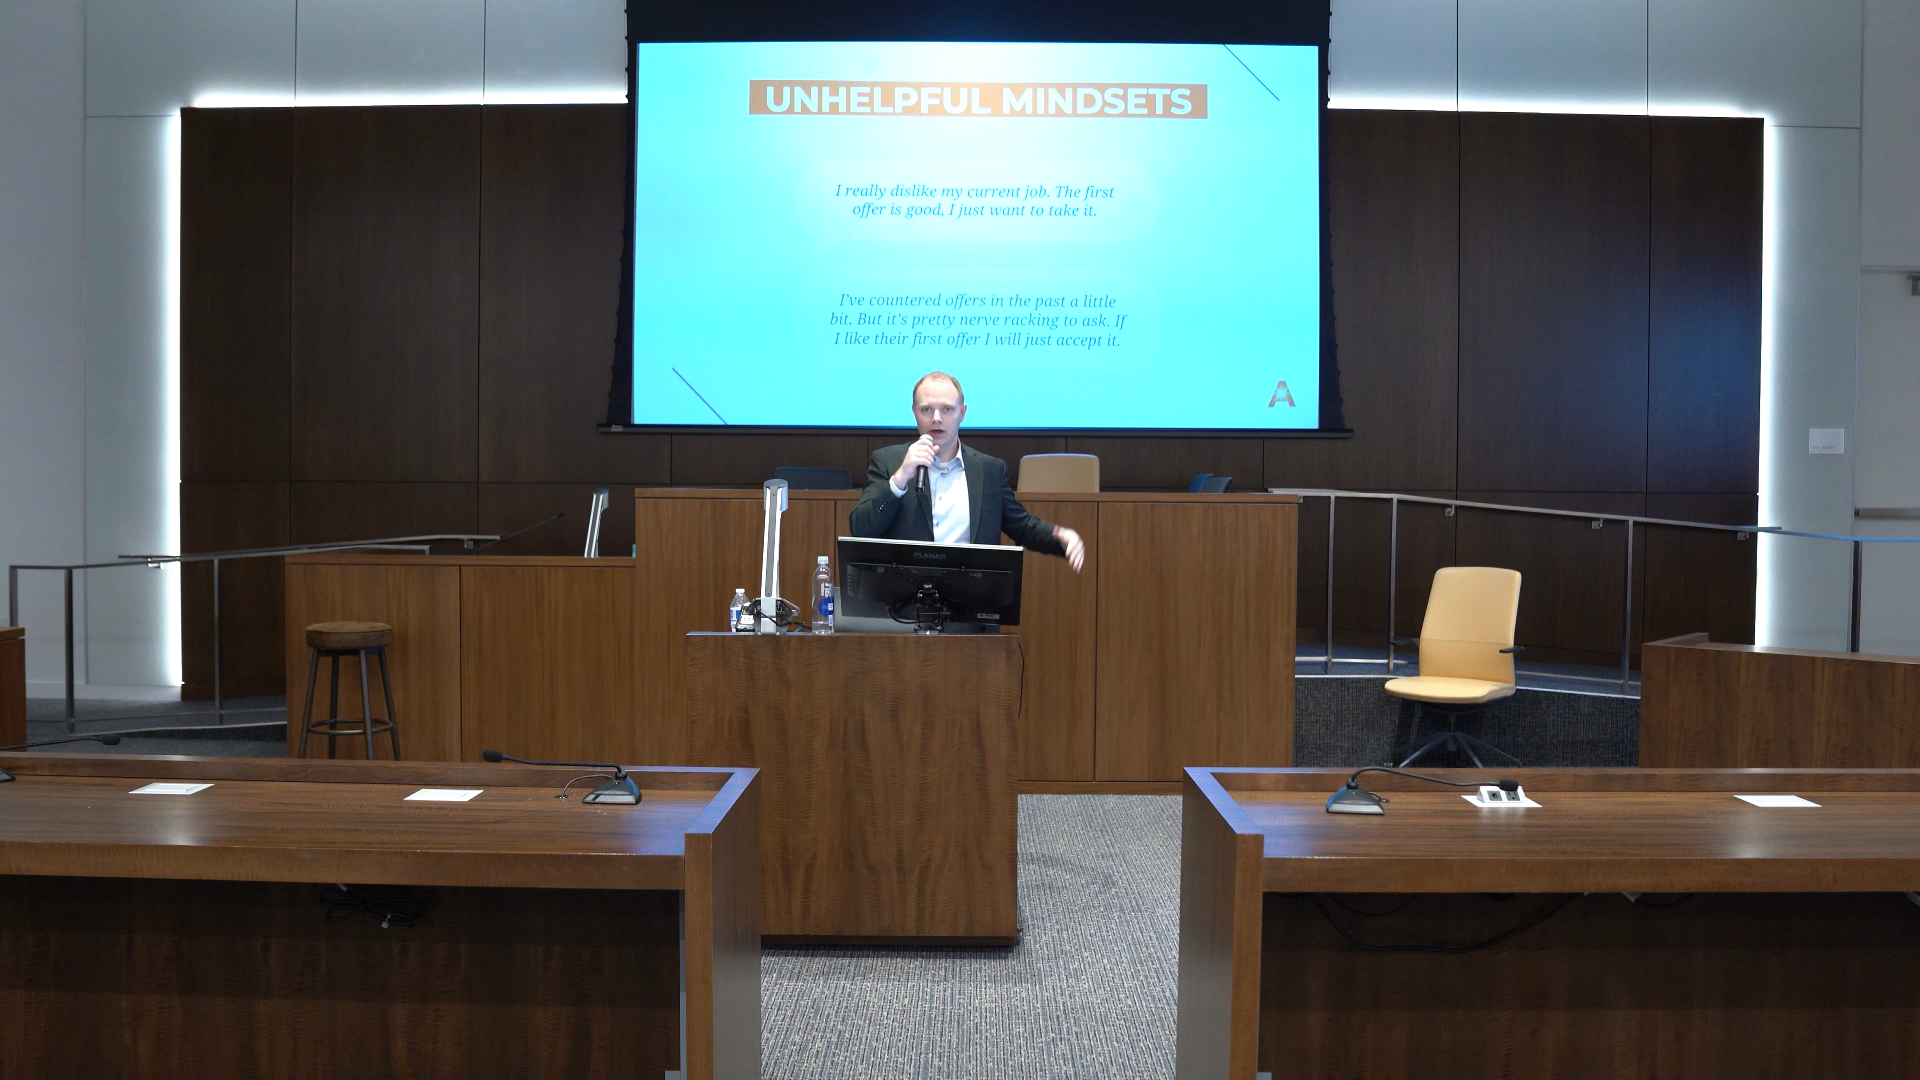 UNHELPFUL MINDSETS
I really dislike my current job. The first
offer is good, I just want to take it.
I've countered offers in the past a little
bit. But it's pretty nerve racking to ask. If
I like their first offer I will just accept it.
A
PLANAR